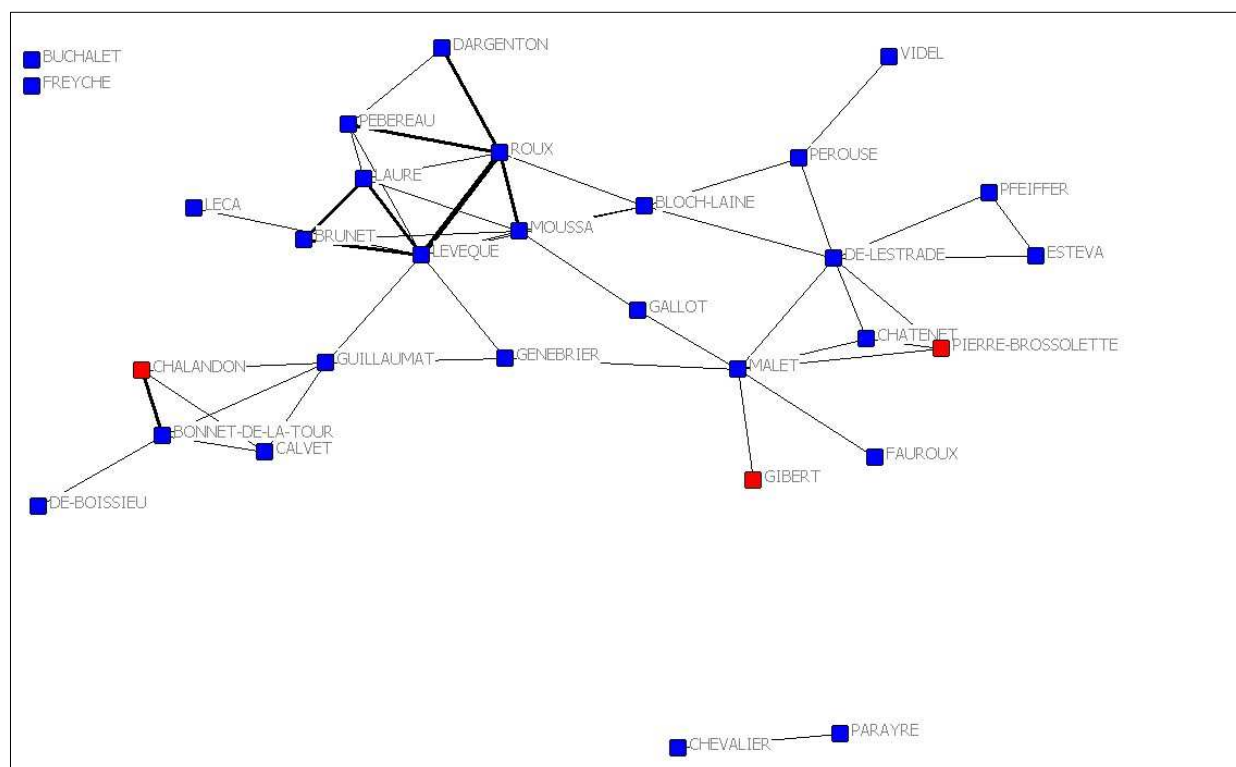 DARGENTON
BUCHALET
VIDEL
FREYCHE
PEBEREAU
ROUX
PEROUSE
LAURE
PFEIFFER
LECA
BLOCH-LAINE
MOUSSA
BRUNET
LEVEQUE
DE-LESTRADE
ESTEVA
GALLOT
CHATENET
PIERRE-BROSSOLETTE
GENEBRIER
GUILLAUMAT
CHALANDON
MALET
BONNET-DE-LA-TOUR
CALVET
FAUROUX
GIBERT
DE-BOISSIEU
PARAYRE
CHEVALIER